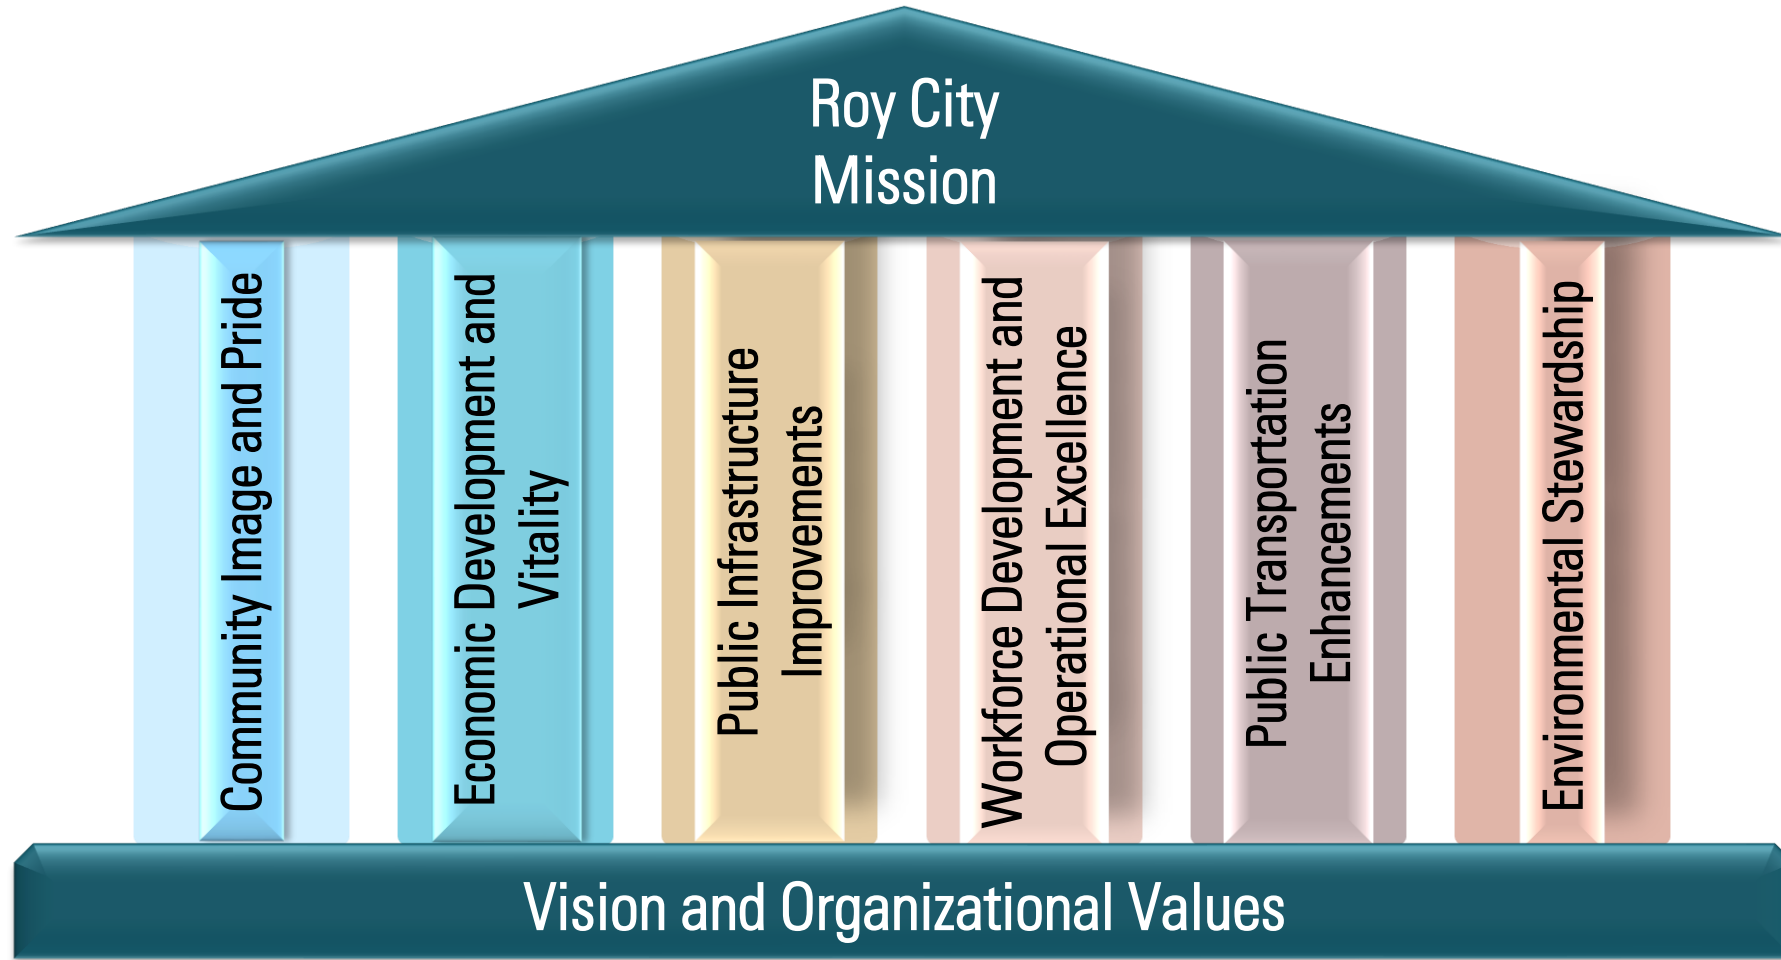 Roy City
Mission
Community Image and Pride
Economic Development and
Vitality
Public Infrastructure
Improvements
Workforce Development and
Operational Excellence
Public Transportation
Enhancements
Environmental Stewardship
Vision and Organizational Values